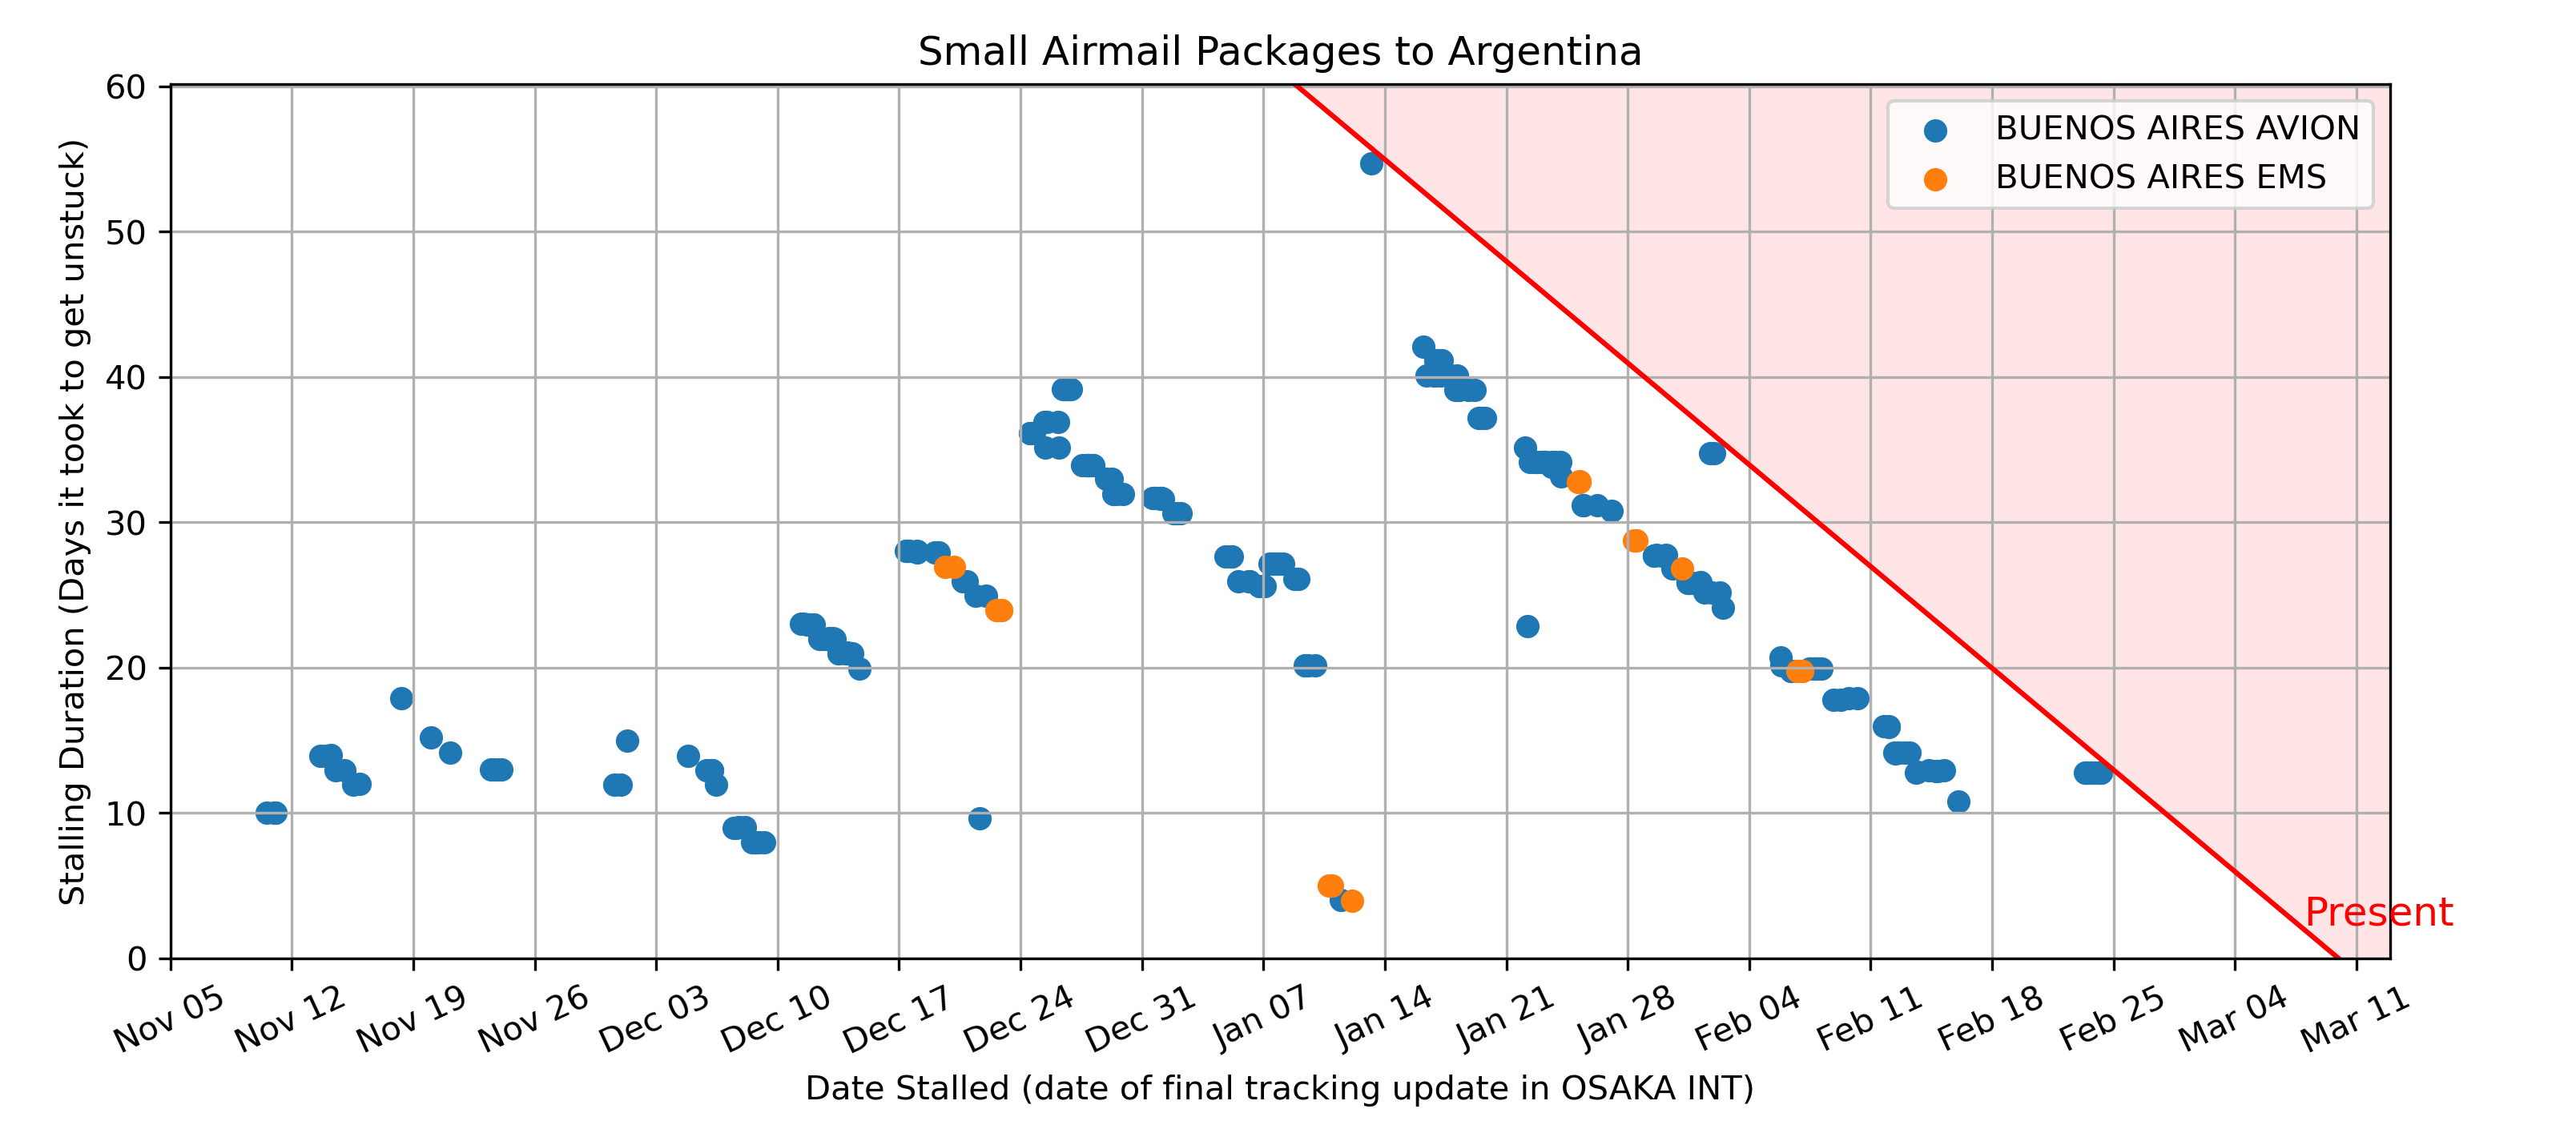 Small Airmail Packages to Argentina
BUENOS AIRES AVION
BUENOS AIRES EMS
Stalling Duration (Days it took to get unstuck)
60
50
40
30
20
10
0
Present
Nov 05
Nov 12
Nov 19
Nov 26
Dec 03
Dec 10
Dec 17
Dec 24
Dec 31
Jan 07
Jan 14
Jan 21
Jan 28
Feb 04
Feb 11
Feb 18
Feb 25
Mar 04
Mar 11
Date Stalled (date of final tracking update in OSAKA INT)